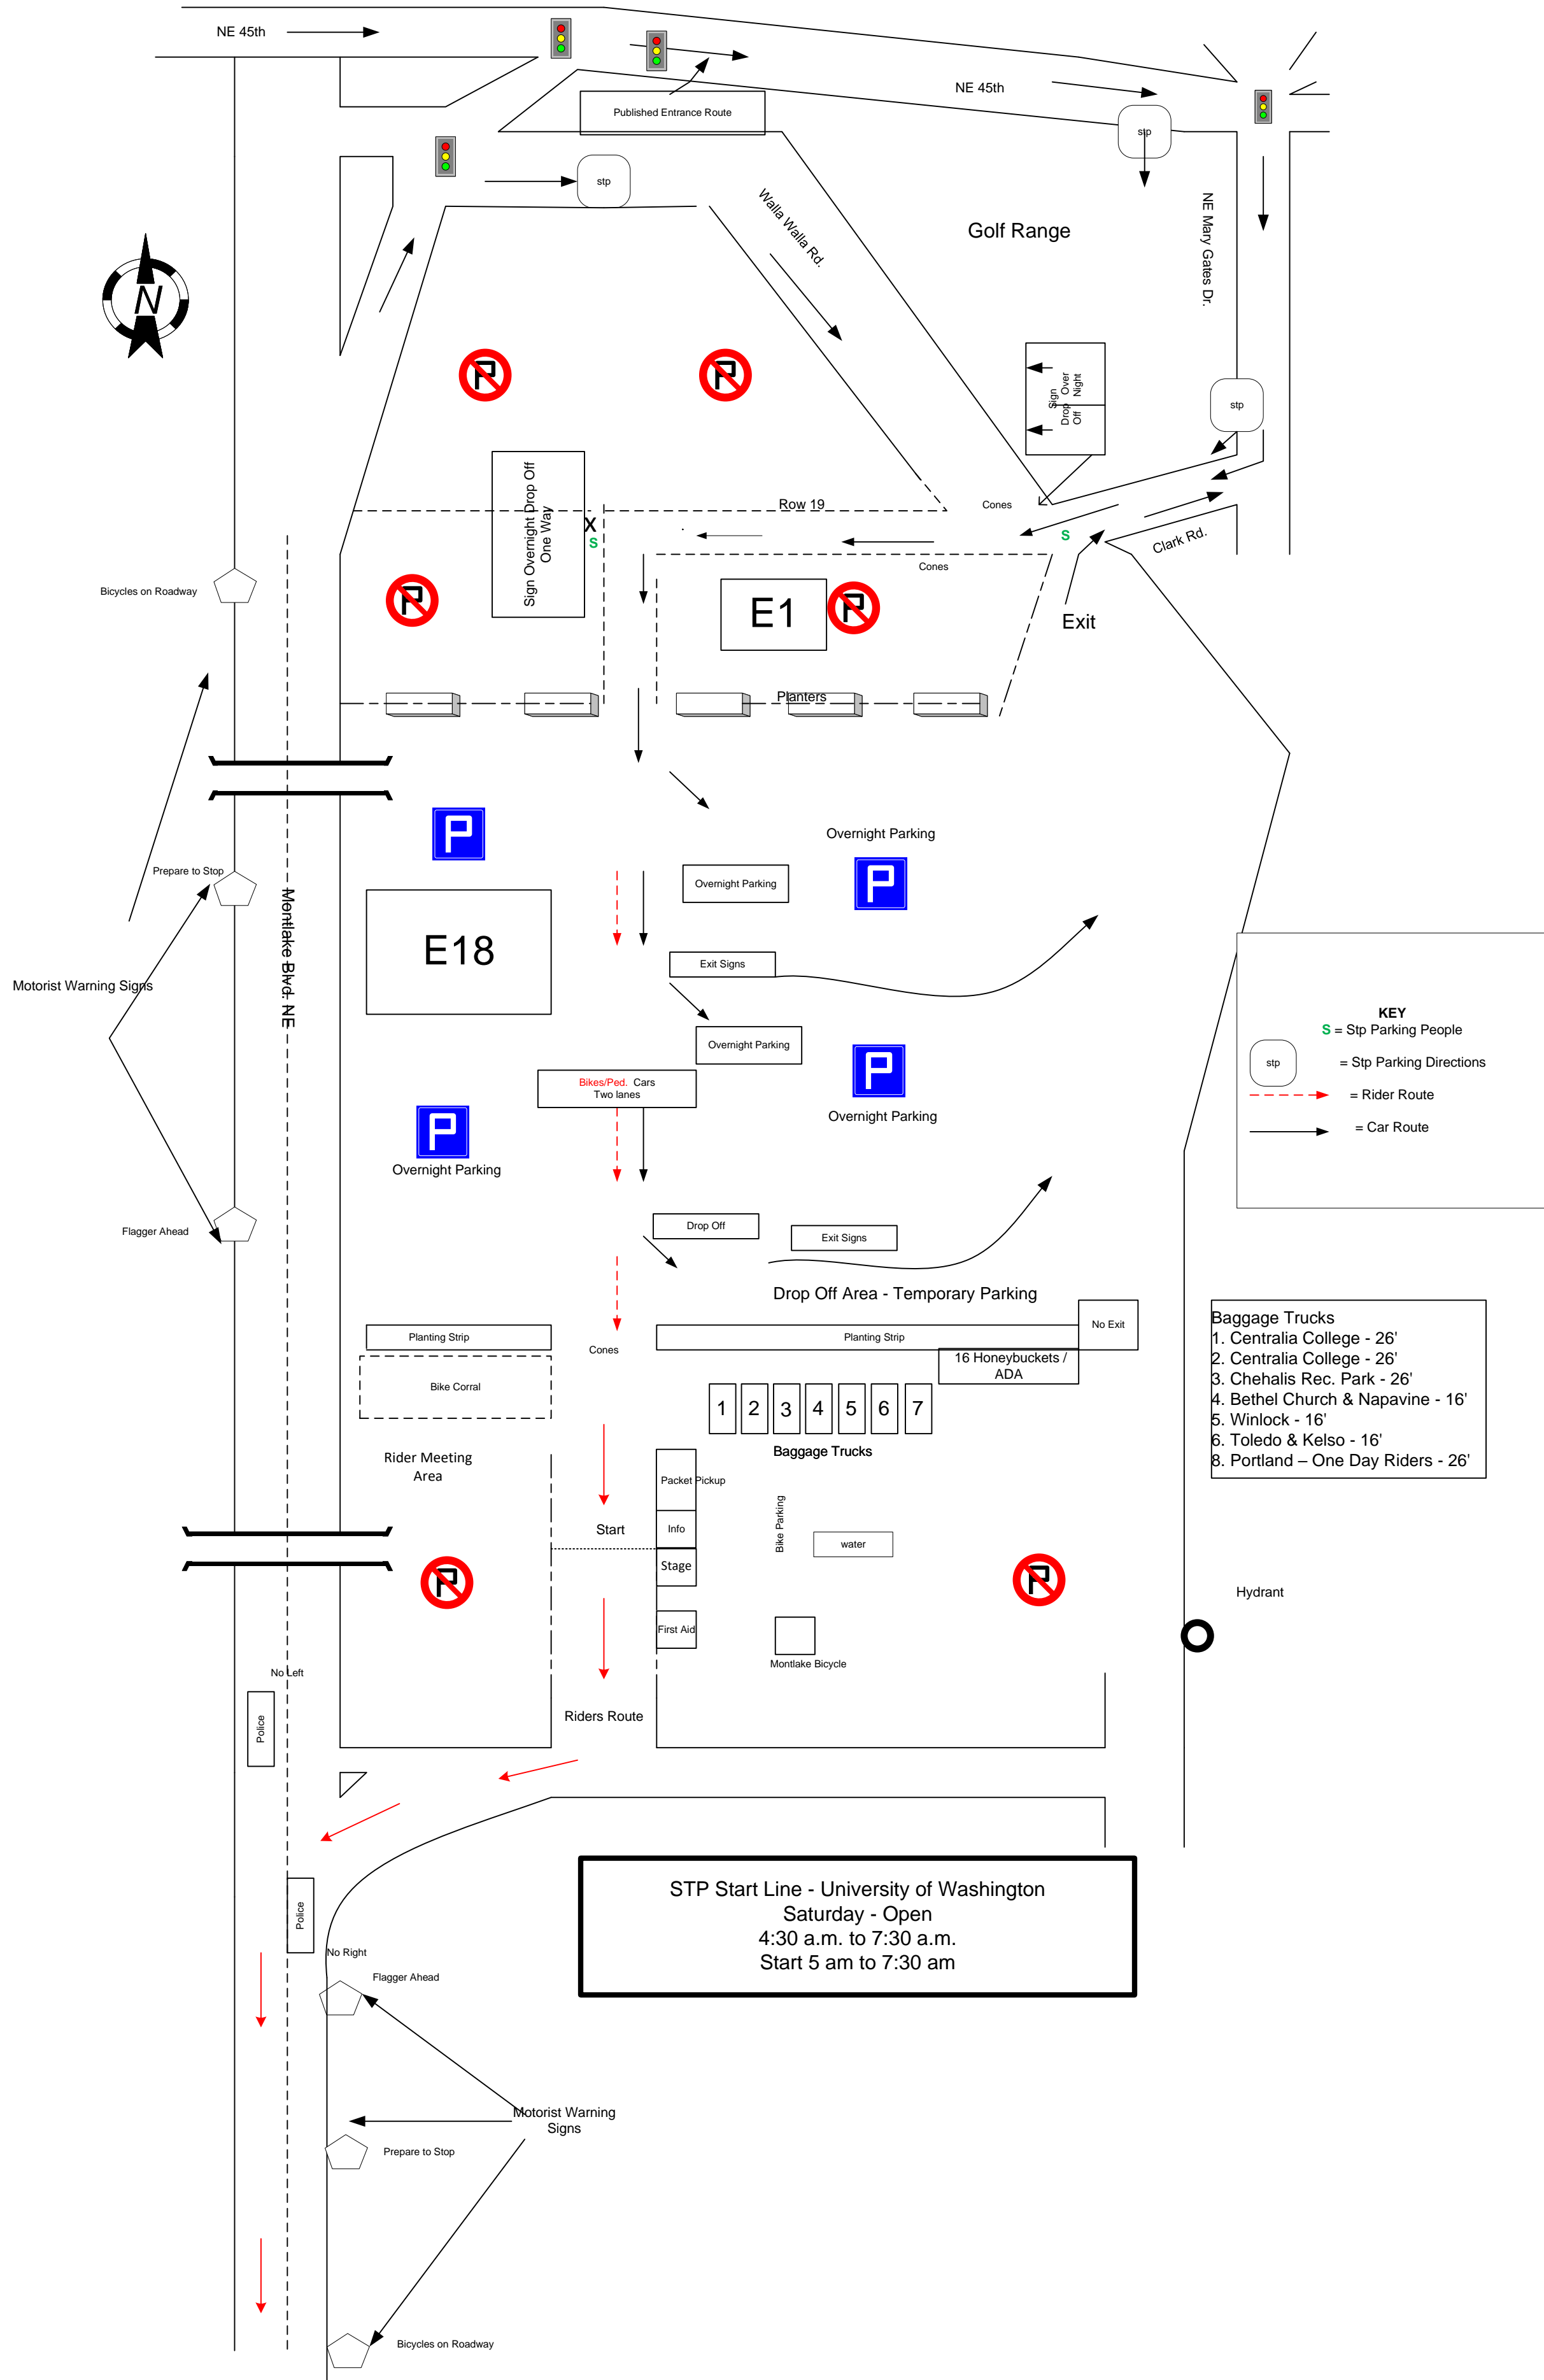 NE 45th
NE 45th
Published Entrance Route
stp
stp
Walla Walla Rd.
Golf Range
NE Mary Gates Dr.
N
P
P
Sign
Drop Over
Off Night
stp
Sign Overnight Drop Off
One Way
Row 19
Cones
X
S
S
Clark Rd.
Cones
Bicycles on Roadway
P
E1
P
Exit
Planters
P
Overnight Parking
P
Prepare to Stop
Overnight Parking
Montlake Blvd. NE
E18
Exit Signs
Motorist Warning Signs
KEY
S = Stp Parking People
stp
= Stp Parking Directions
= Rider Route
= Car Route
Overnight Parking
P
Bikes/Ped. Cars
Two lanes
Overnight Parking
P
Overnight Parking
Flagger Ahead
Drop Off
Exit Signs
Drop Off Area - Temporary Parking
No Exit
Planting Strip
Planting Strip
Cones
16 Honeybuckets /
ADA
Bike Corral
1 2 3 4 5 6 7
Baggage Trucks
Baggage Trucks
1. Centralia College - 26'
2. Centralia College - 26'
3. Chehalis Rec. Park - 26'
4. Bethel Church & Napavine - 16'
5. Winlock - 16'
6. Toledo & Kelso - 16'
8. Portland – One Day Riders - 26'
Rider Meeting
Area
Packet Pickup
Start
Info
Stage
Bike Parking
water
P
P
Hydrant
First Aid
Montlake Bicycle
No Left
Police
Riders Route
Police
No Right
Flagger Ahead
STP Start Line - University of Washington
Saturday - Open
4:30 a.m. to 7:30 a.m.
Start 5 am to 7:30 am
Motorist Warning
Signs
Prepare to Stop
Bicycles on Roadway